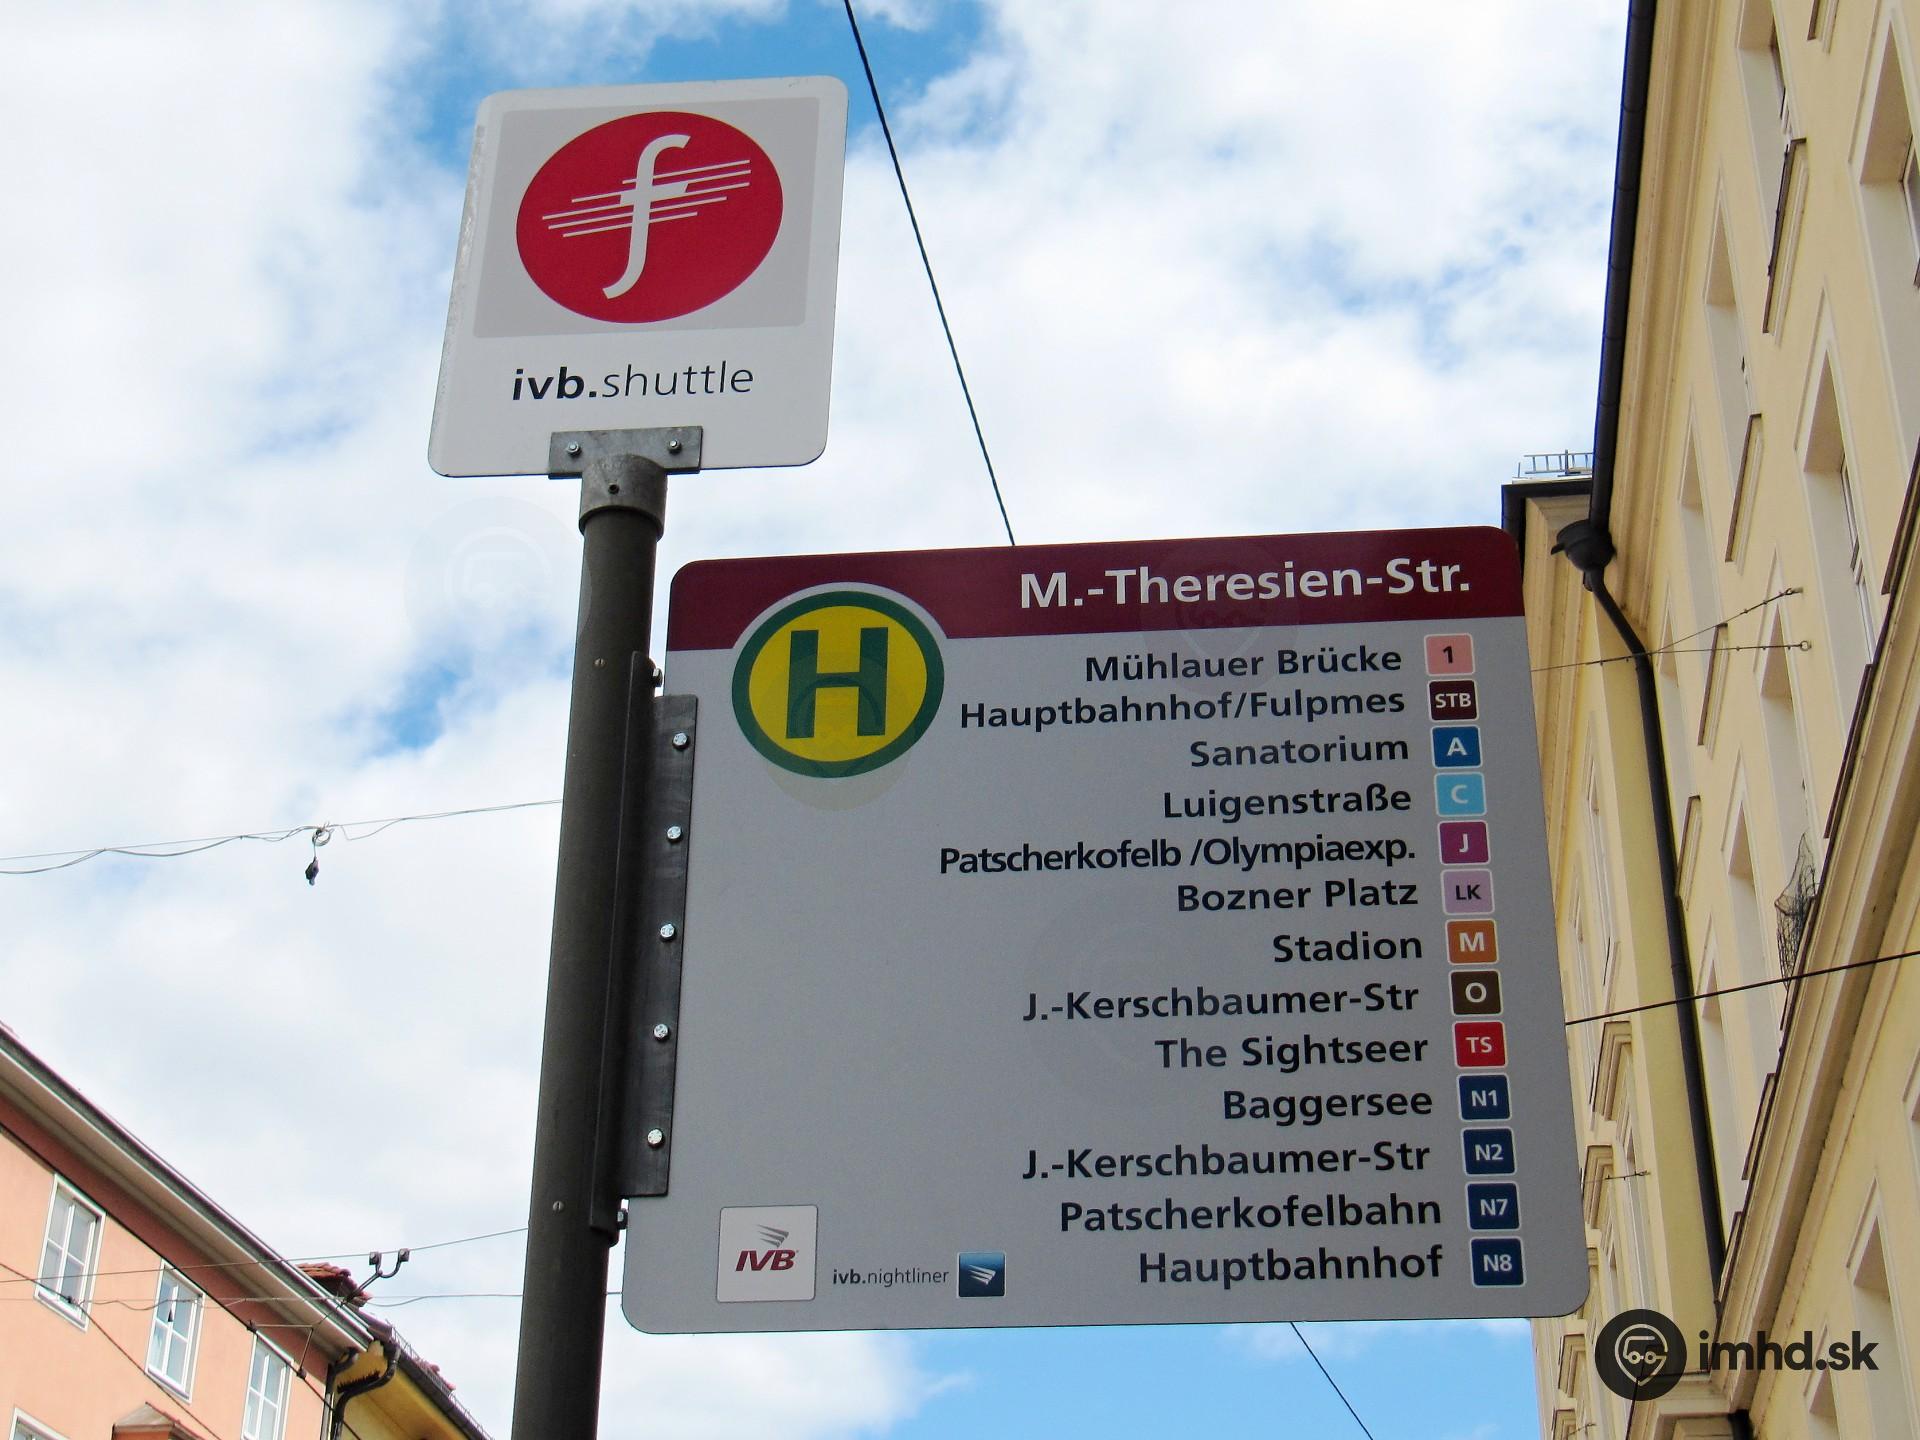 f
ivb.shuttle
M.-Theresien-Str.
H
Mühlauer Brücke 1
Hauptbahnhof/Fulpmes STB
Sanatorium A
Luigenstraße C
Patscherkofelb /Olympiaexp. J
Bozner Platz LK
Stadion M
J.-Kerschbaumer-Str O
The Sightseer TS
Baggersee N1
J.-Kerschbaumer-Str N2
Patscherkofelbahn N7
Hauptbahnhof N8
IVB
ivb.nightliner
imhd.sk